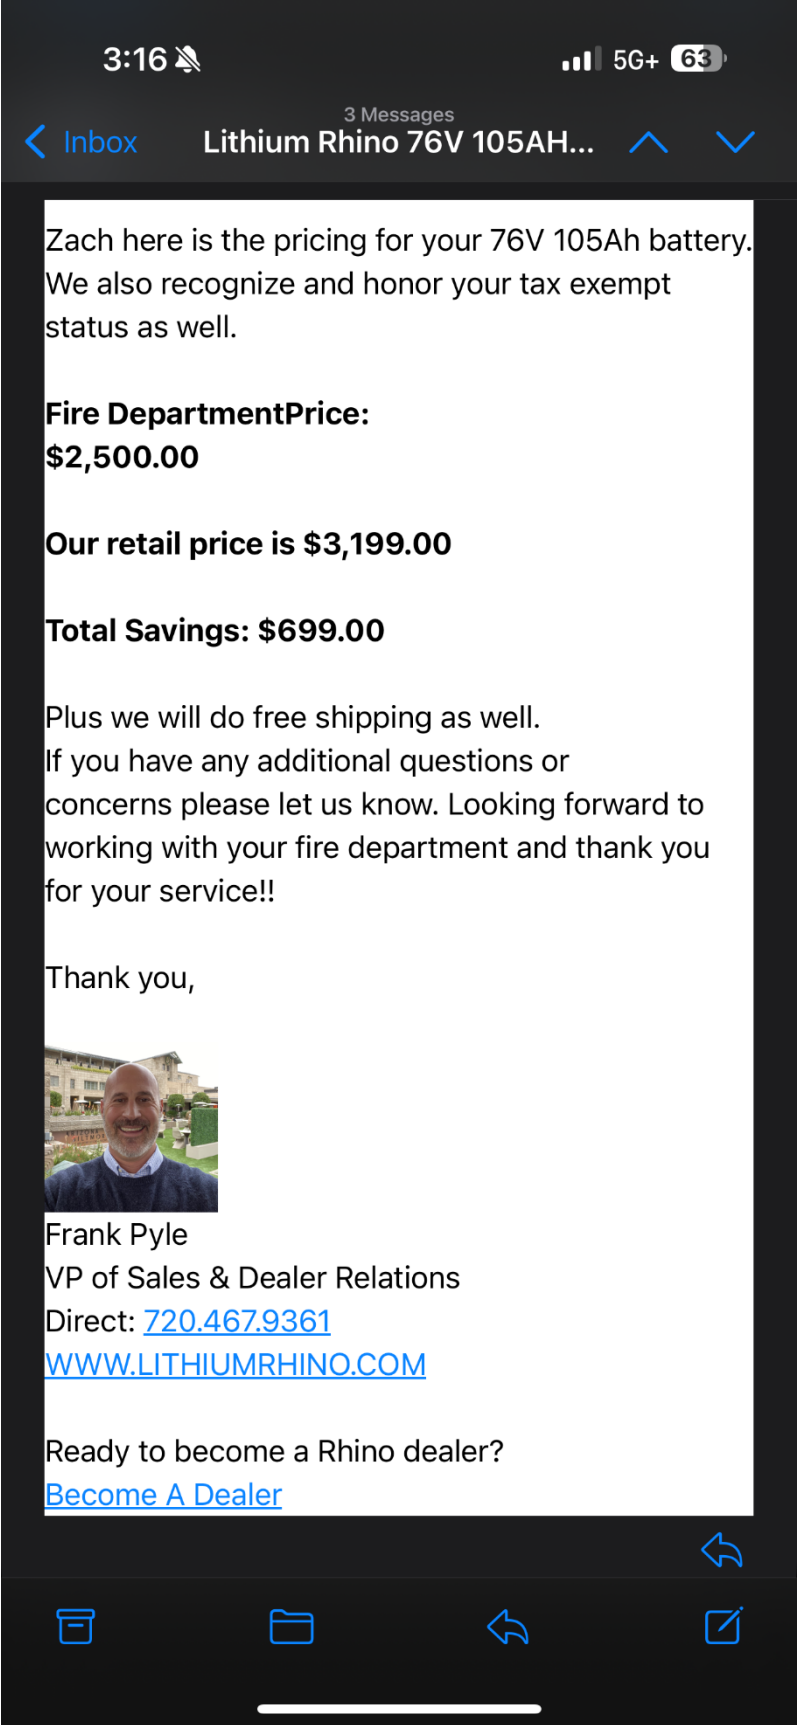 3:16
5G+ 63
3 Messages
Inbox
Lithium Rhino 76V 105AH...
Zach here is the pricing for your 76V 105Ah battery.
We also recognize and honor your tax exempt
status as well.
Fire DepartmentPrice:
$2,500.00
Our retail price is $3,199.00
Total Savings: $699.00
Plus we will do free shipping as well.
If you have any additional questions or
concerns please let us know. Looking forward to
working with your fire department and thank you
for your service!!
Thank you,
Frank Pyle
VP of Sales & Dealer Relations
Direct: 720.467.9361
WWW.LITHIUMRHINO.COM
Ready to become a Rhino dealer?
Become A Dealer